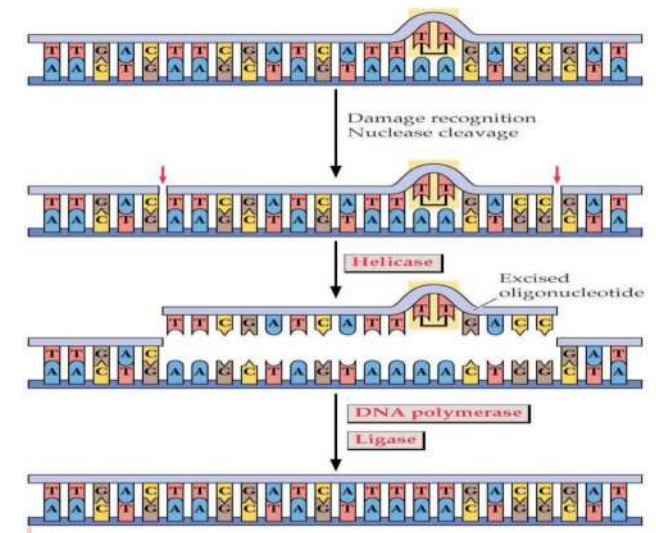 T T G A C T T C G A T C A T T T T G A C C G A T
A A C T G A A G C T A G T A A A A C T G G C T A
Damage recognition
Nuclease cleavage
T T G A C T T C G A T C A T T T T G A C C G A T
A A C T G A A G C T A G T A A A A C T G G C T A
Helicase
Excised
oligonucleotide
T T C G A T C A T T T T G A C C
T T G A C G A T
A A C T G A A G C T A G T A A A A C T G G C T A
DNA polymerase
Ligase
T T G A C T T C G A T C A T T T T G A C C G A T
A A C T G A A G C T A G T A A A A C T G G C T A